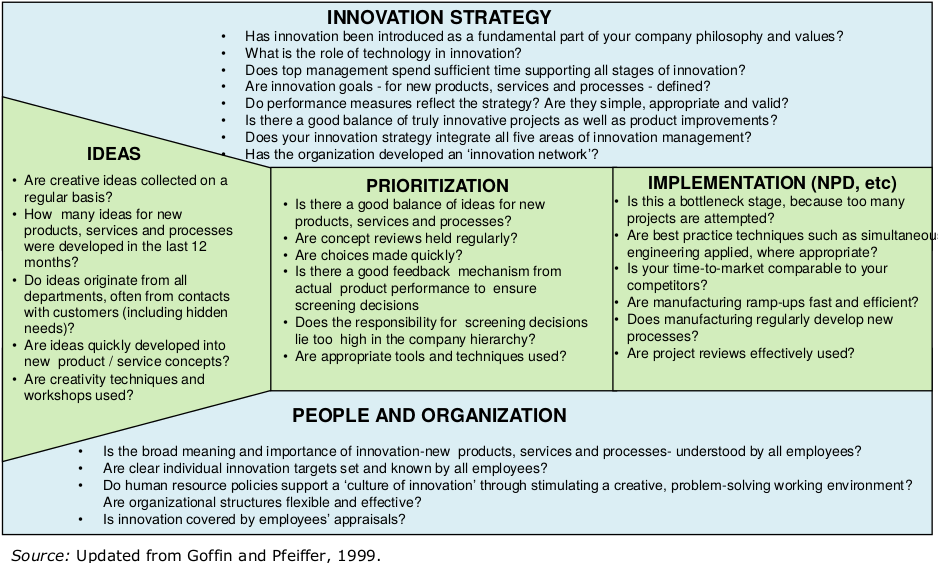 INNOVATION STRATEGY
• Has innovation been introduced as a fundamental part of your company philosophy and values?
• What is the role of technology in innovation?
• Does top management spend sufficient time supporting all stages of innovation?
• Are innovation goals - for new products, services and processes - defined?
• Do performance measures reflect the strategy? Are they simple, appropriate and valid?
• Is there a good balance of truly innovative projects as well as product improvements?
• Does your innovation strategy integrate all five areas of innovation management?
• Has the organization developed an ‘innovation network’?
IDEAS
• Are creative ideas collected on a
regular basis?
• How many ideas for new
products, services and processes
were developed in the last 12
months?
• Do ideas originate from all
departments, often from contacts
with customers (including hidden
needs)?
• Are ideas quickly developed into
new product / service concepts?
• Are creativity techniques and
workshops used?
PRIORITIZATION
• Is there a good balance of ideas for new
products, services and processes?
• Are concept reviews held regularly?
• Are choices made quickly?
• Is there a good feedback mechanism from
actual product performance to ensure
screening decisions
• Does the responsibility for screening decisions
lie too high in the company hierarchy?
• Are appropriate tools and techniques used?
IMPLEMENTATION (NPD, etc)
• Is this a bottleneck stage, because too many
projects are attempted?
• Are best practice techniques such as simultaneous
engineering applied, where appropriate?
• Is your time-to-market comparable to your
competitors?
• Are manufacturing ramp-ups fast and efficient?
• Does manufacturing regularly develop new
processes?
• Are project reviews effectively used?
PEOPLE AND ORGANIZATION
• Is the broad meaning and importance of innovation-new products, services and processes- understood by all employees?
• Are clear individual innovation targets set and known by all employees?
• Do human resource policies support a ‘culture of innovation’ through stimulating a creative, problem-solving working environment?
Are organizational structures flexible and effective?
• Is innovation covered by employees’ appraisals?
Source: Updated from Goffin and Pfeiffer, 1999.